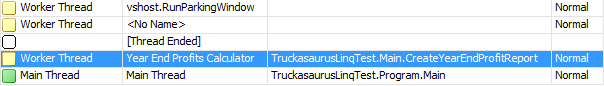 Worker Thread vshost.RunParkingWindow Normal
Worker Thread <No Name> Normal
[Thread Ended]
Worker Thread Year End Profits Calculator TruckasaurusLinqTest.Main.CreateYearEndProfitReport Normal
Main Thread Main Thread TruckasaurusLinqTest.Program.Main Normal